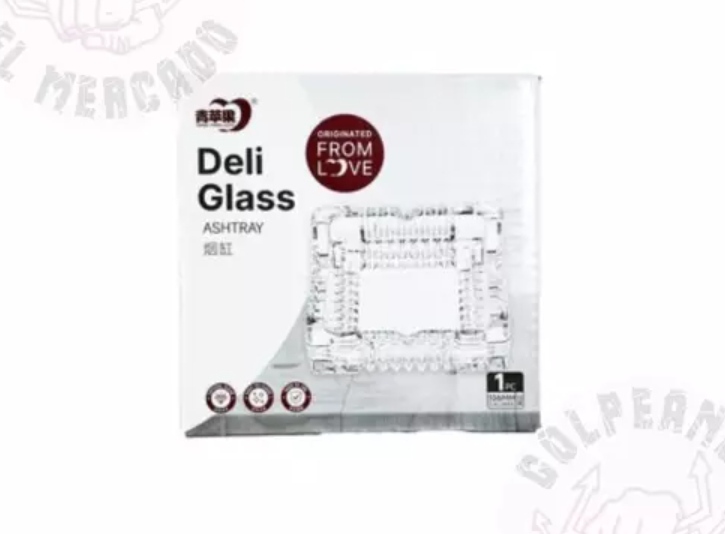 EL MERCADO
青苹果®
Deli
Glass
ASHTRAY
烟缸
ORIGINATED
FROM
LOVE
1PC
GOLPEAN